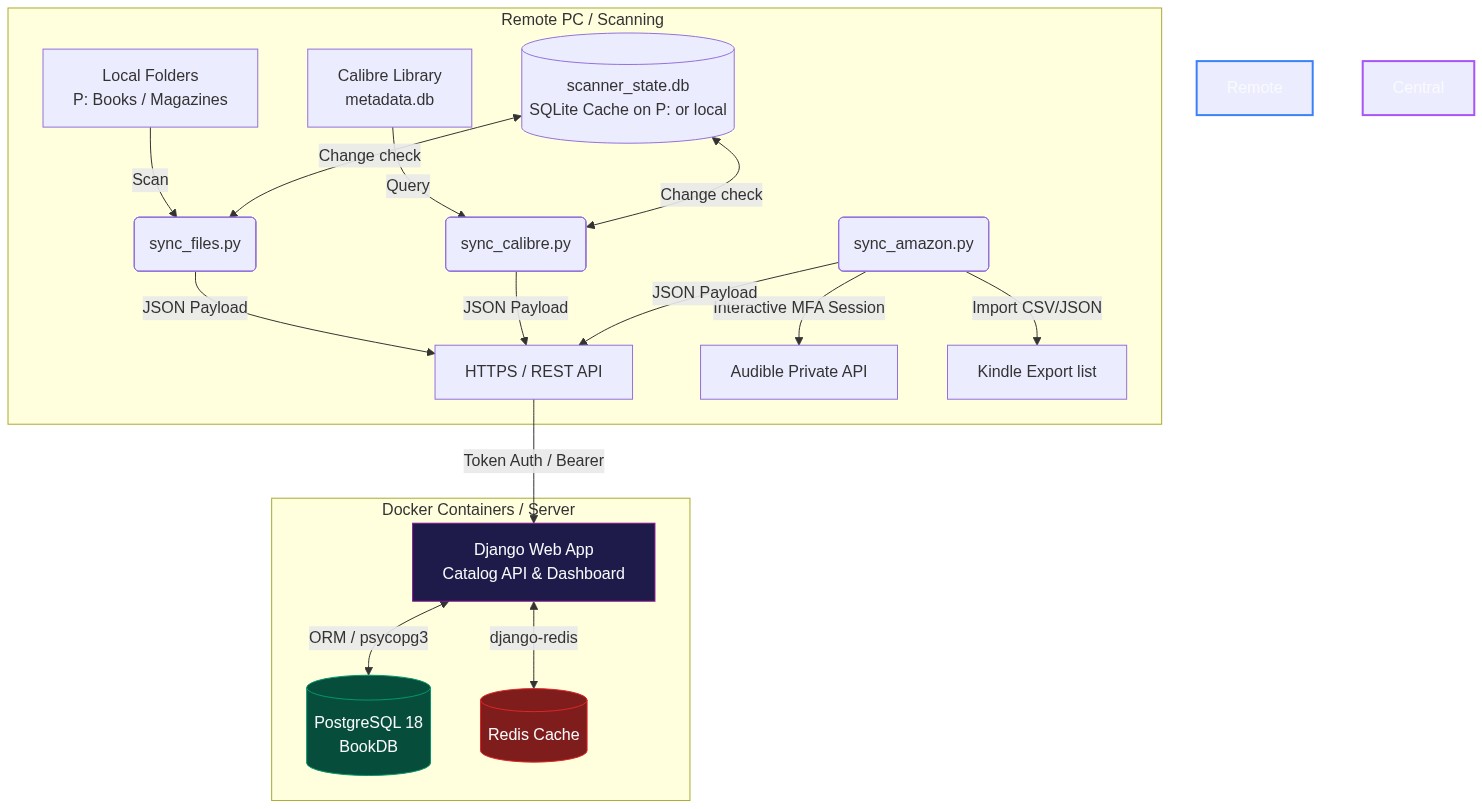 Remote PC / Scanning
Local Folders
P: Books / Magazines
Calibre Library
metadata.db
scanner_state.db
SQLite Cache on P: or local
Remote
Central
Change check
Scan
Query
Change check
sync_files.py
sync_calibre.py
sync_amazon.py
JSON Payload
JSON Payload
JSON Payload
Interactive MFA Session
Import CSV/JSON
HTTPS / REST API
Audible Private API
Kindle Export list
Token Auth / Bearer
Docker Containers / Server
Django Web App
Catalog API & Dashboard
ORM / psycopg3
django-redis
PostgreSQL 18
BookDB
Redis Cache